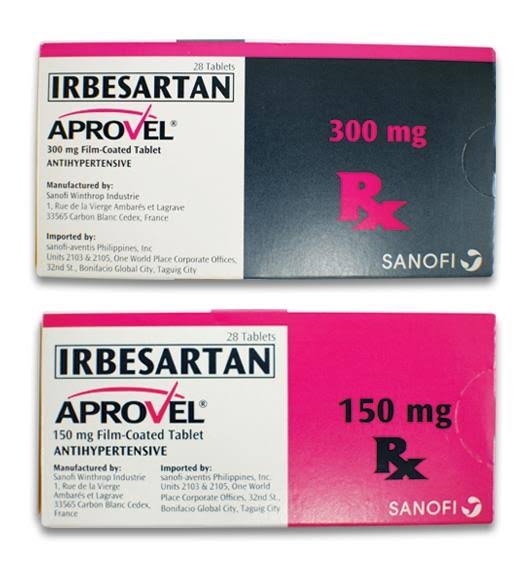 28 Tablets
IRBESARTAN
APROVEL®
300 mg Film-Coated Tablet
ANTIHYPERTENSIVE
Manufactured by:
Sanofi Winthrop Industrie
1, Rue de la Vierge Ambarés et Lagrave
33565 Carbon Blanc Cedex, France
Imported by:
sanofi-aventis Philippines, Inc
Units 2103 & 2105, One World Place Corporate Offices,
32nd St., Bonifacio Global City, Taguig City
300 mg
Rx
SANOFI
28 Tablets
IRBESARTAN
APROVEL®
150 mg Film-Coated Tablet
ANTIHYPERTENSIVE
Manufactured by:
Sanofi Winthrop Industrie
1, Rue de la Vierge
Ambarés et Lagrave
33565 Carbon Blanc Cedex,
France
Imported by:
sanofi-aventis Philippines, Inc.
Units 2103 & 2105, One World
Place Corporate Offices, 32nd St.,
Bonifacio Global City, Taguig City
150 mg
Rx
SANOFI